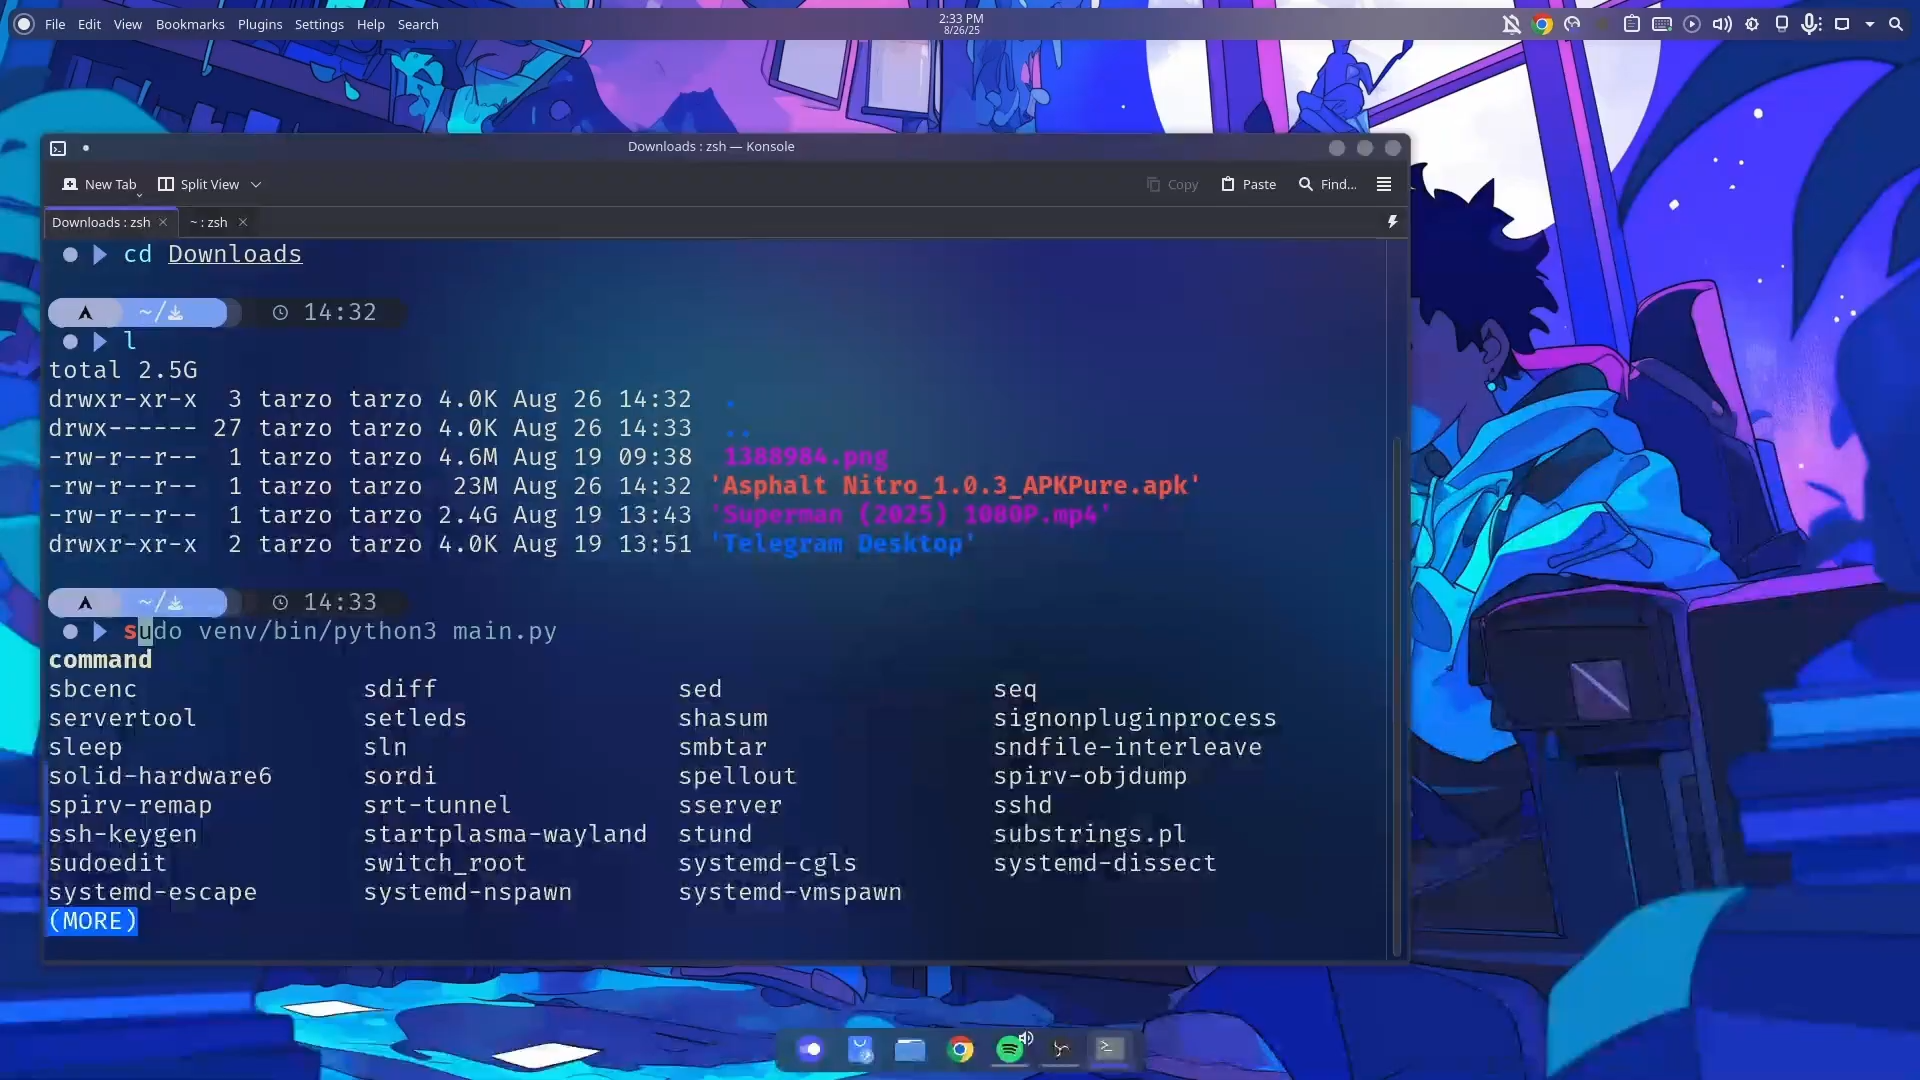 File Edit View Bookmarks Plugins Settings Help Search
2:33 PM
8/26/25
Downloads : zsh — Konsole
New Tab Split View Copy Paste Find...
Downloads : zsh ~ : zsh
cd Downloads
~/ 14:32
l
total 2.5G
drwxr-xr-x 3 tarzo tarzo 4.0K Aug 26 14:32 .
drwx------ 27 tarzo tarzo 4.0K Aug 26 14:33 ..
-rw-r--r-- 1 tarzo tarzo 4.6M Aug 19 09:38 1388984.png
-rw-r--r-- 1 tarzo tarzo 23M Aug 26 14:32 'Asphalt Nitro_1.0.3_APKPure.apk'
-rw-r--r-- 1 tarzo tarzo 2.4G Aug 19 13:43 'Superman (2025) 1080P.mp4'
drwxr-xr-x 2 tarzo tarzo 4.0K Aug 19 13:51 'Telegram Desktop'
~/ 14:33
sudo venv/bin/python3 main.py
command
sbcenc sdiff sed seq
servertool setleds shasum signonpluginprocess
sleep sln smbtar sndfile-interleave
solid-hardware6 sordi spellout spirv-objdump
spirv-remap srt-tunnel sserver sshd
ssh-keygen startplasma-wayland stund substrings.pl
sudoedit switch_root systemd-cgls systemd-dissect
systemd-escape systemd-nspawn systemd-vmspawn
(MORE)